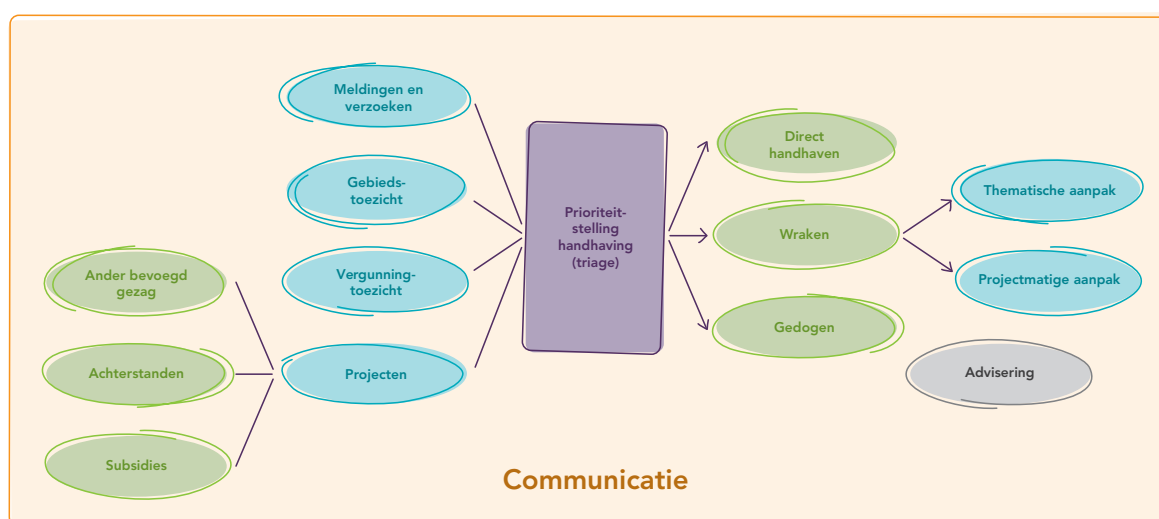 Meldingen en
verzoeken
Gebieds-
toezicht
Vergunning-
toezicht
Projecten
Ander bevoegd
gezag
Achterstanden
Subsidies
Prioriteit-
stelling
handhaving
(triage)
Direct
handhaven
Wraken
Gedogen
Thematische aanpak
Projectmatige aanpak
Advisering
Communicatie